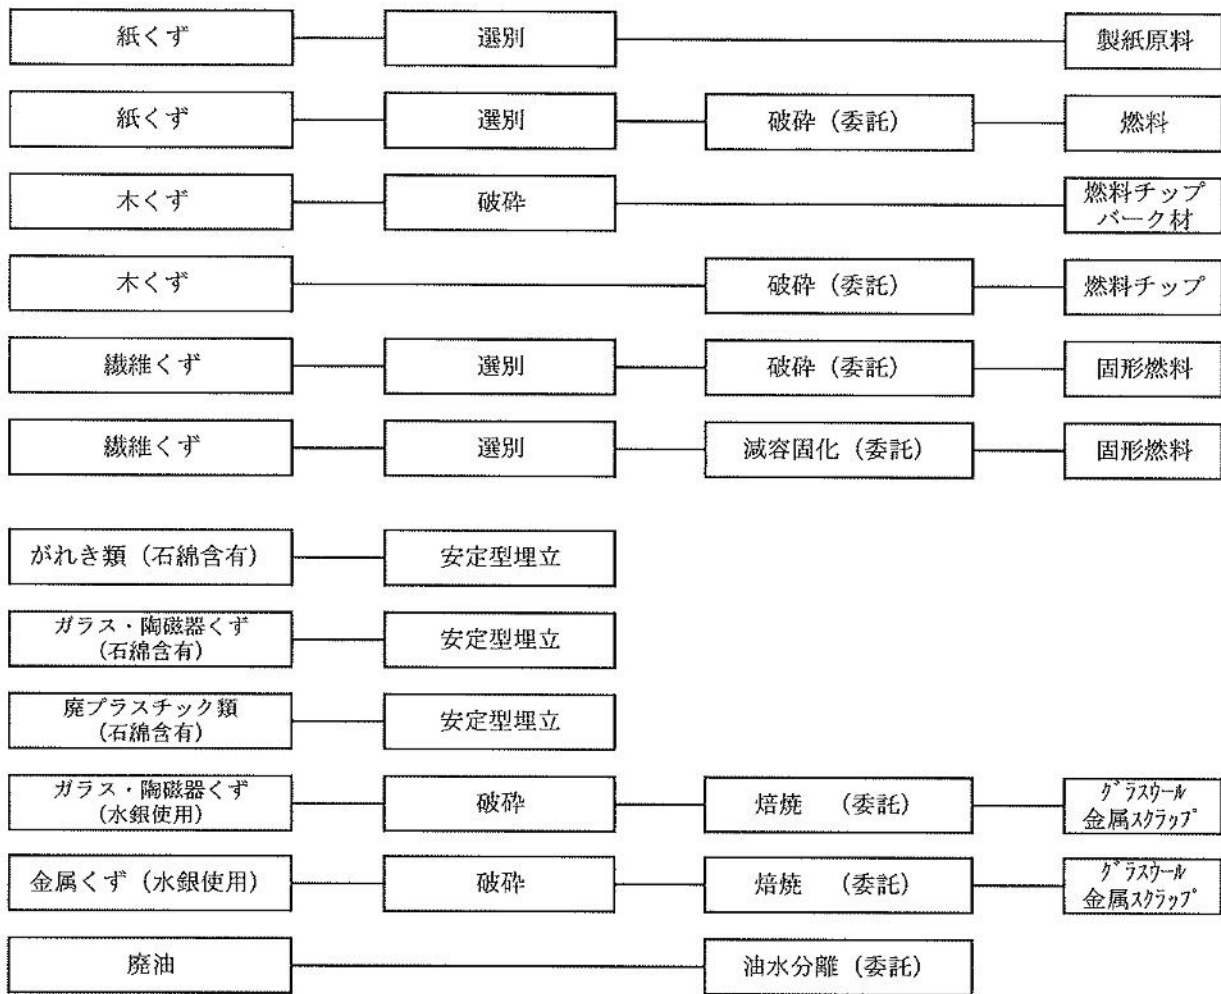 紙くず 選別 製紙原料
紙くず 選別 破砕（委託） 燃料
木くず 破砕 燃料チップ
バーク材
木くず 破砕（委託） 燃料チップ
繊維くず 選別 破砕（委託） 固形燃料
繊維くず 選別 減容固化（委託） 固形燃料
がれき類（石綿含有） 安定型埋立
ガラス・陶磁器くず
（石綿含有） 安定型埋立
廃プラスチック類
（石綿含有） 安定型埋立
ガラス・陶磁器くず
（水銀使用） 破砕 焙焼　（委託） ｸﾞﾗｽｳｰﾙ
金属ｽｸﾗｯﾌﾟ
金属くず（水銀使用） 破砕 焙焼　（委託） ｸﾞﾗｽｳｰﾙ
金属ｽｸﾗｯﾌﾟ
廃油 油水分離（委託）